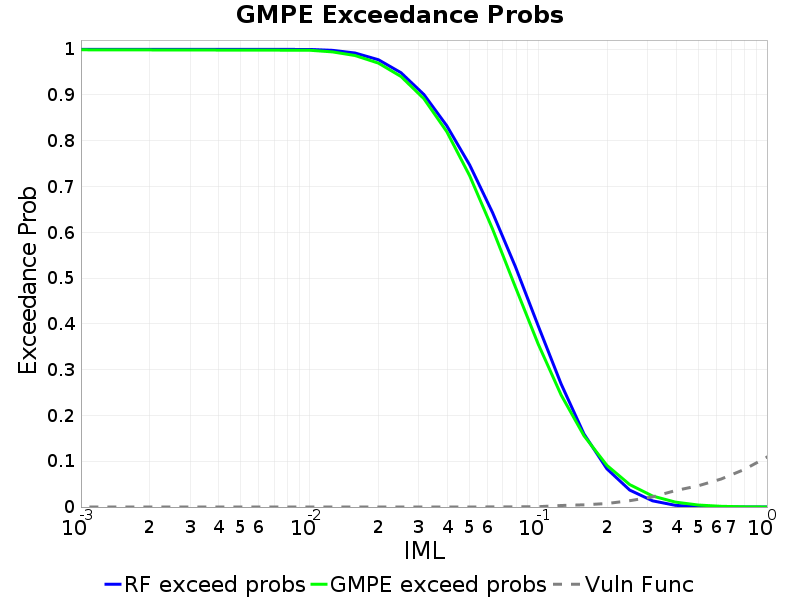 GMPE Exceedance Probs
Exceedance Prob
1
0.9
0.8
0.7
0.6
0.5
0.4
0.3
0.2
0.1
0
10-3 2 3 4 5 6 10-2 2 3 4 5 6 10-1 2 3 4 5 6 7 100
IML
RF exceed probs GMPE exceed probs Vuln Func